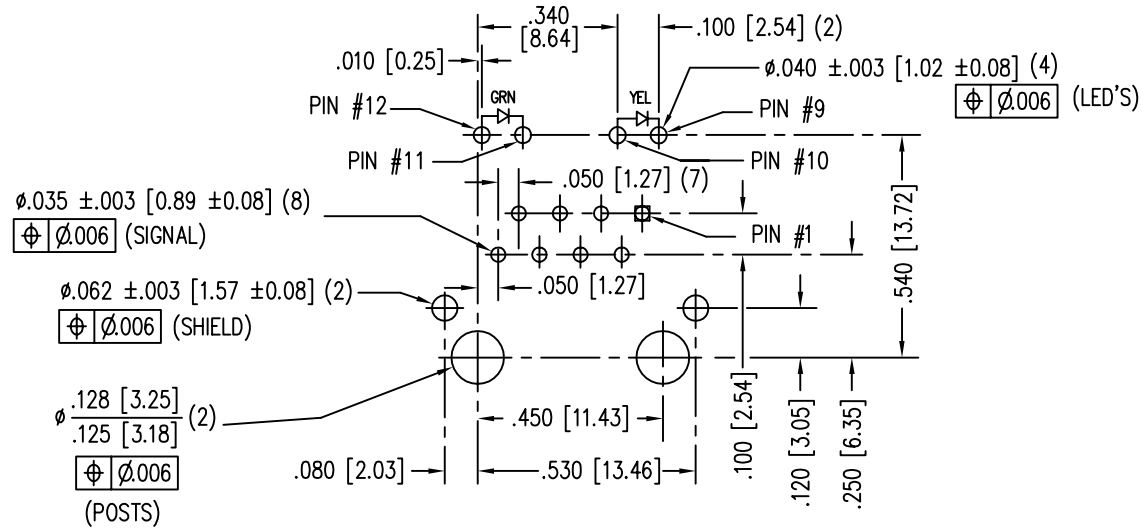 .340
[8.64]
.100 [2.54] (2)
.010 [0.25]
ø.040 ±.003 [1.02 ±0.08] (4)
⌖ Ø.006 (LED'S)
PIN #12
GRN
YEL
PIN #9
PIN #11
PIN #10
.050 [1.27] (7)
ø.035 ±.003 [0.89 ±0.08] (8)
⌖ Ø.006 (SIGNAL)
PIN #1
.540 [13.72]
.050 [1.27]
ø.062 ±.003 [1.57 ±0.08] (2)
⌖ Ø.006 (SHIELD)
ø .128 [3.25]
.125 [3.18] (2)
⌖ Ø.006
(POSTS)
.450 [11.43]
.080 [2.03]
.530 [13.46]
.100 [2.54]
.120 [3.05]
.250 [6.35]